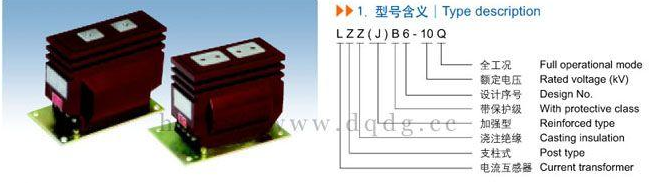 ▶▶ 1. 型号含义 | Type description
LZZ(J)B6-10Q
全工况 Full operational mode
额定电压 Rated voltage (kV)
设计序号 Design No.
带保护级 With protective class
加强型 Reinforced type
浇注绝缘 Casting insulation
支柱式 Post type
电流互感器 Current transformer
www.dqdg.cc